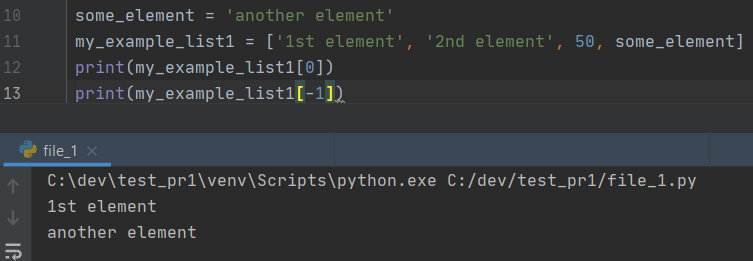 10 some_element = 'another element'
11 my_example_list1 = ['1st element', '2nd element', 50, some_element]
12 print(my_example_list1[0])
13 print(my_example_list1[-1])
file_1 ×
C:\dev\test_pr1\venv\Scripts\python.exe C:/dev/test_pr1/file_1.py
1st element
another element